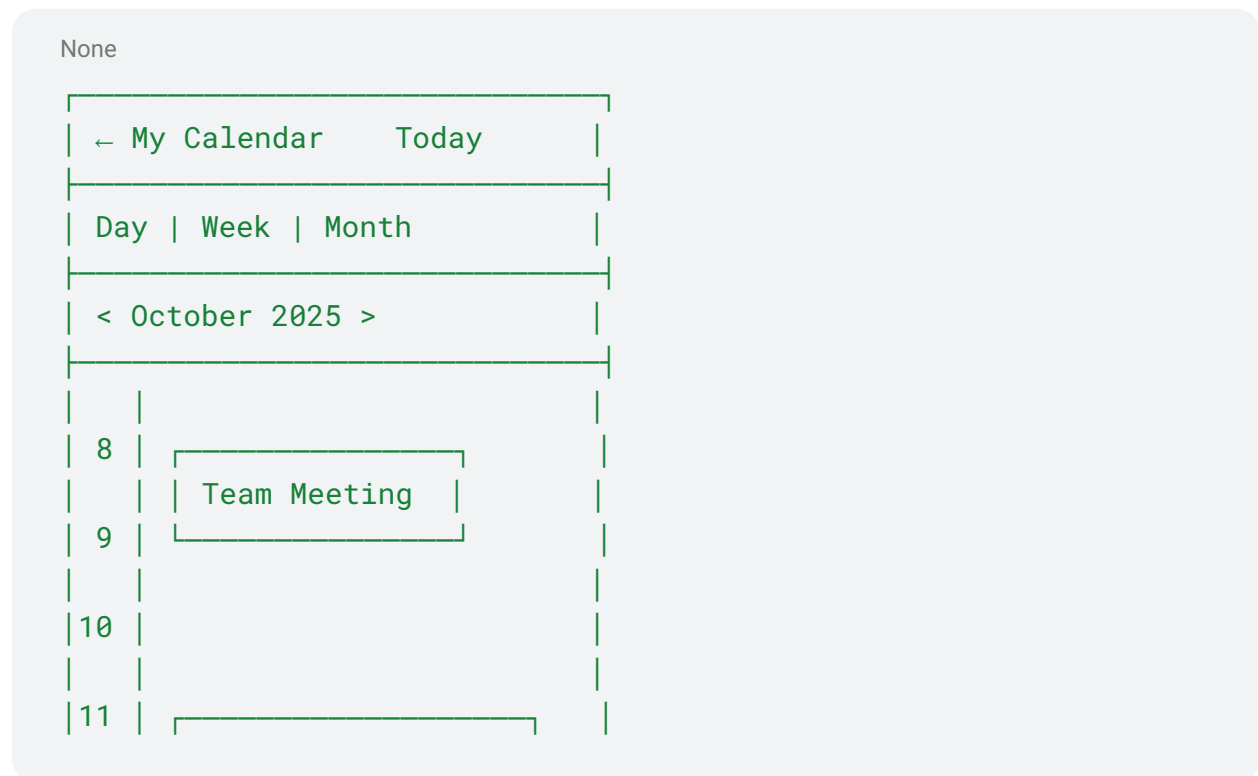 None
┌─────────────────────────────┐
│ ← My Calendar    Today      │
├─────────────────────────────┤
│ Day | Week | Month          │
├─────────────────────────────┤
│ < October 2025 >            │
├─────────────────────────────┤
│   │                         │
│ 8 │ ┌───────────────┐       │
│   │ │ Team Meeting  │       │
│ 9 │ └───────────────┘       │
│   │                         │
│10 │                         │
│   │                         │
│11 │ ┌───────────────────┐   │